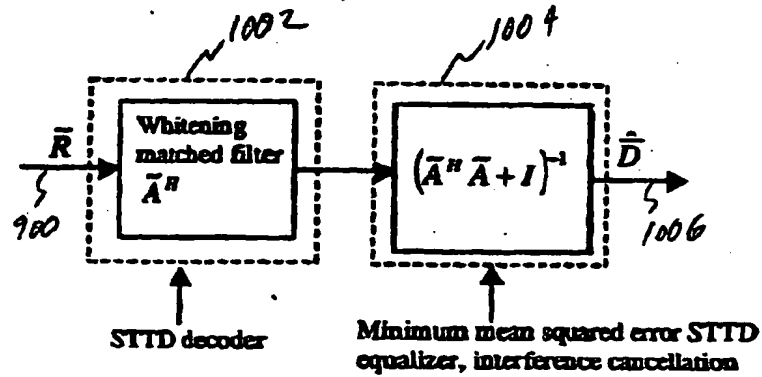 1002
1004
R̄
Whitening
matched filter
Ã^H
(Ã^H Ã + I)^-1
D̂̄
900
1006
STTD decoder
Minimum mean squared error STTD
equalizer, interference cancellation